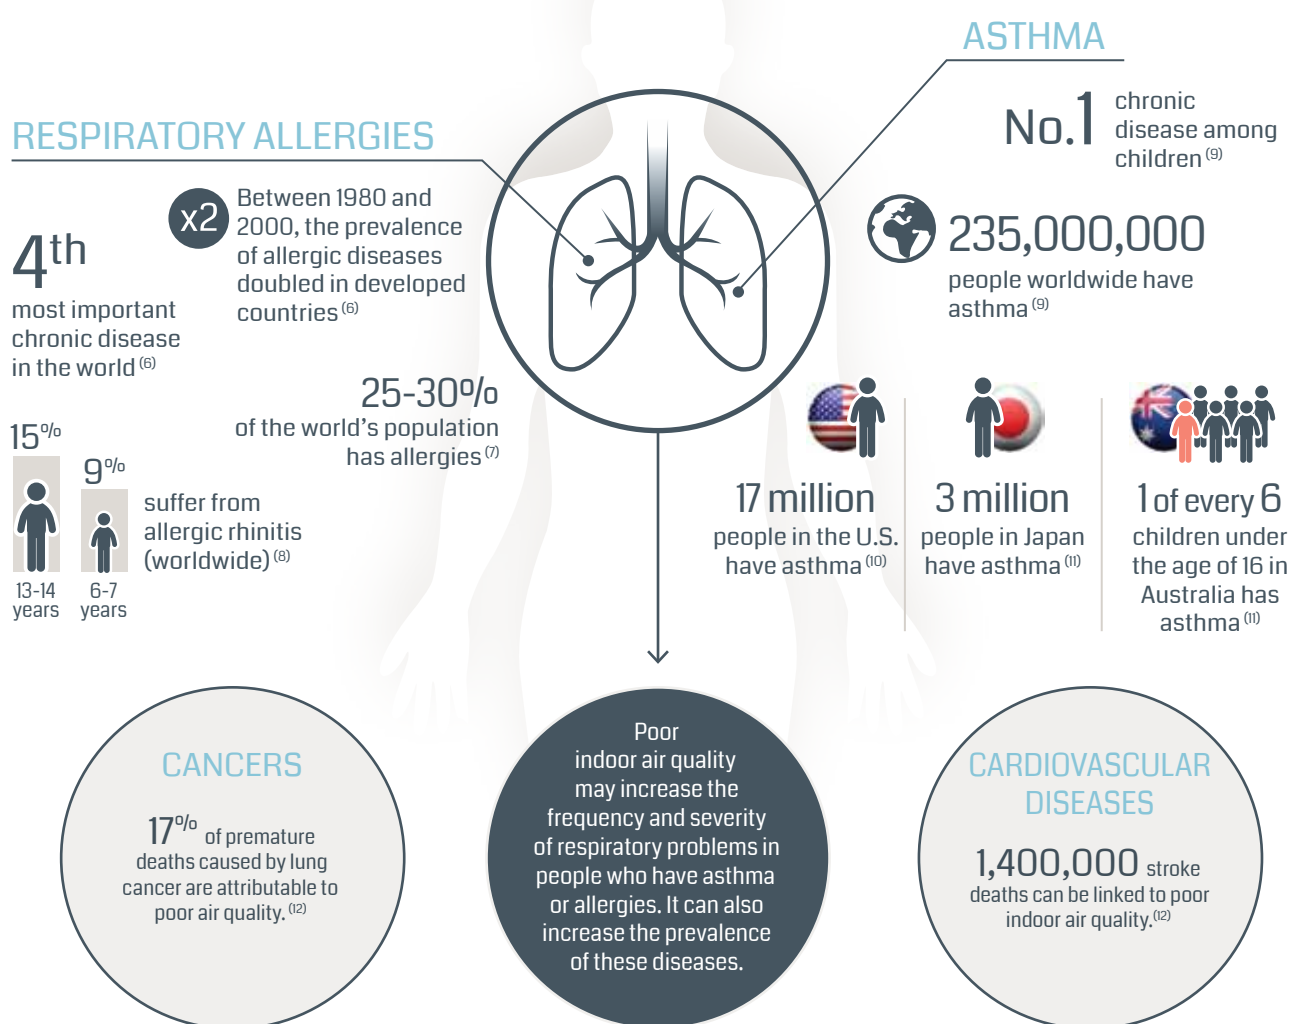 RESPIRATORY ALLERGIES
4th
most important
chronic disease
in the world (6)
x2
Between 1980 and
2000, the prevalence
of allergic diseases
doubled in developed
countries (6)
25-30%
of the world's population
has allergies (7)
15%
13-14
years
9%
6-7
years
suffer from
allergic rhinitis
(worldwide) (8)
ASTHMA
No.1
chronic
disease among
children (9)
235,000,000
people worldwide have
asthma (9)
17 million
people in the U.S.
have asthma (10)
3 million
people in Japan
have asthma (11)
1 of every 6
children under
the age of 16 in
Australia has
asthma (11)
CANCERS
17% of premature
deaths caused by lung
cancer are attributable to
poor air quality. (12)
Poor
indoor air quality
may increase the
frequency and severity
of respiratory problems in
people who have asthma
or allergies. It can also
increase the prevalence
of these diseases.
CARDIOVASCULAR
DISEASES
1,400,000 stroke
deaths can be linked to poor
indoor air quality.(12)